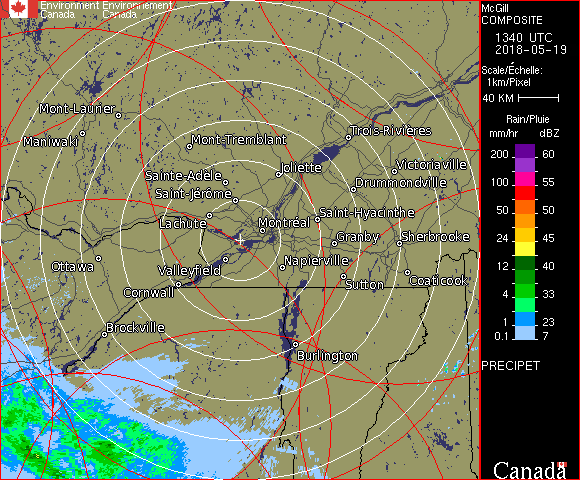 Environment Environnement
Canada Canada
McGill
COMPOSITE
1340 UTC
2018-05-19
Scale/Échelle:
1km/Pixel
40 KM
Rain/Pluie
mm/hr dBZ
200 60
100 55
50 50
24 45
12 40
4 33
1 23
0.1 7
PRECIPET
Canada
Mont-Laurier
Maniwaki
Mont-Tremblant
Trois-Rivières
Sainte-Adèle
Joliette
Victoriaville
Saint-Jérôme
Drummondville
Lachute
Montréal
Saint-Hyacinthe
Granby
Sherbrooke
Ottawa
Valleyfield
Napierville
Cornwall
Sutton
Coaticook
Brockville
Burlington